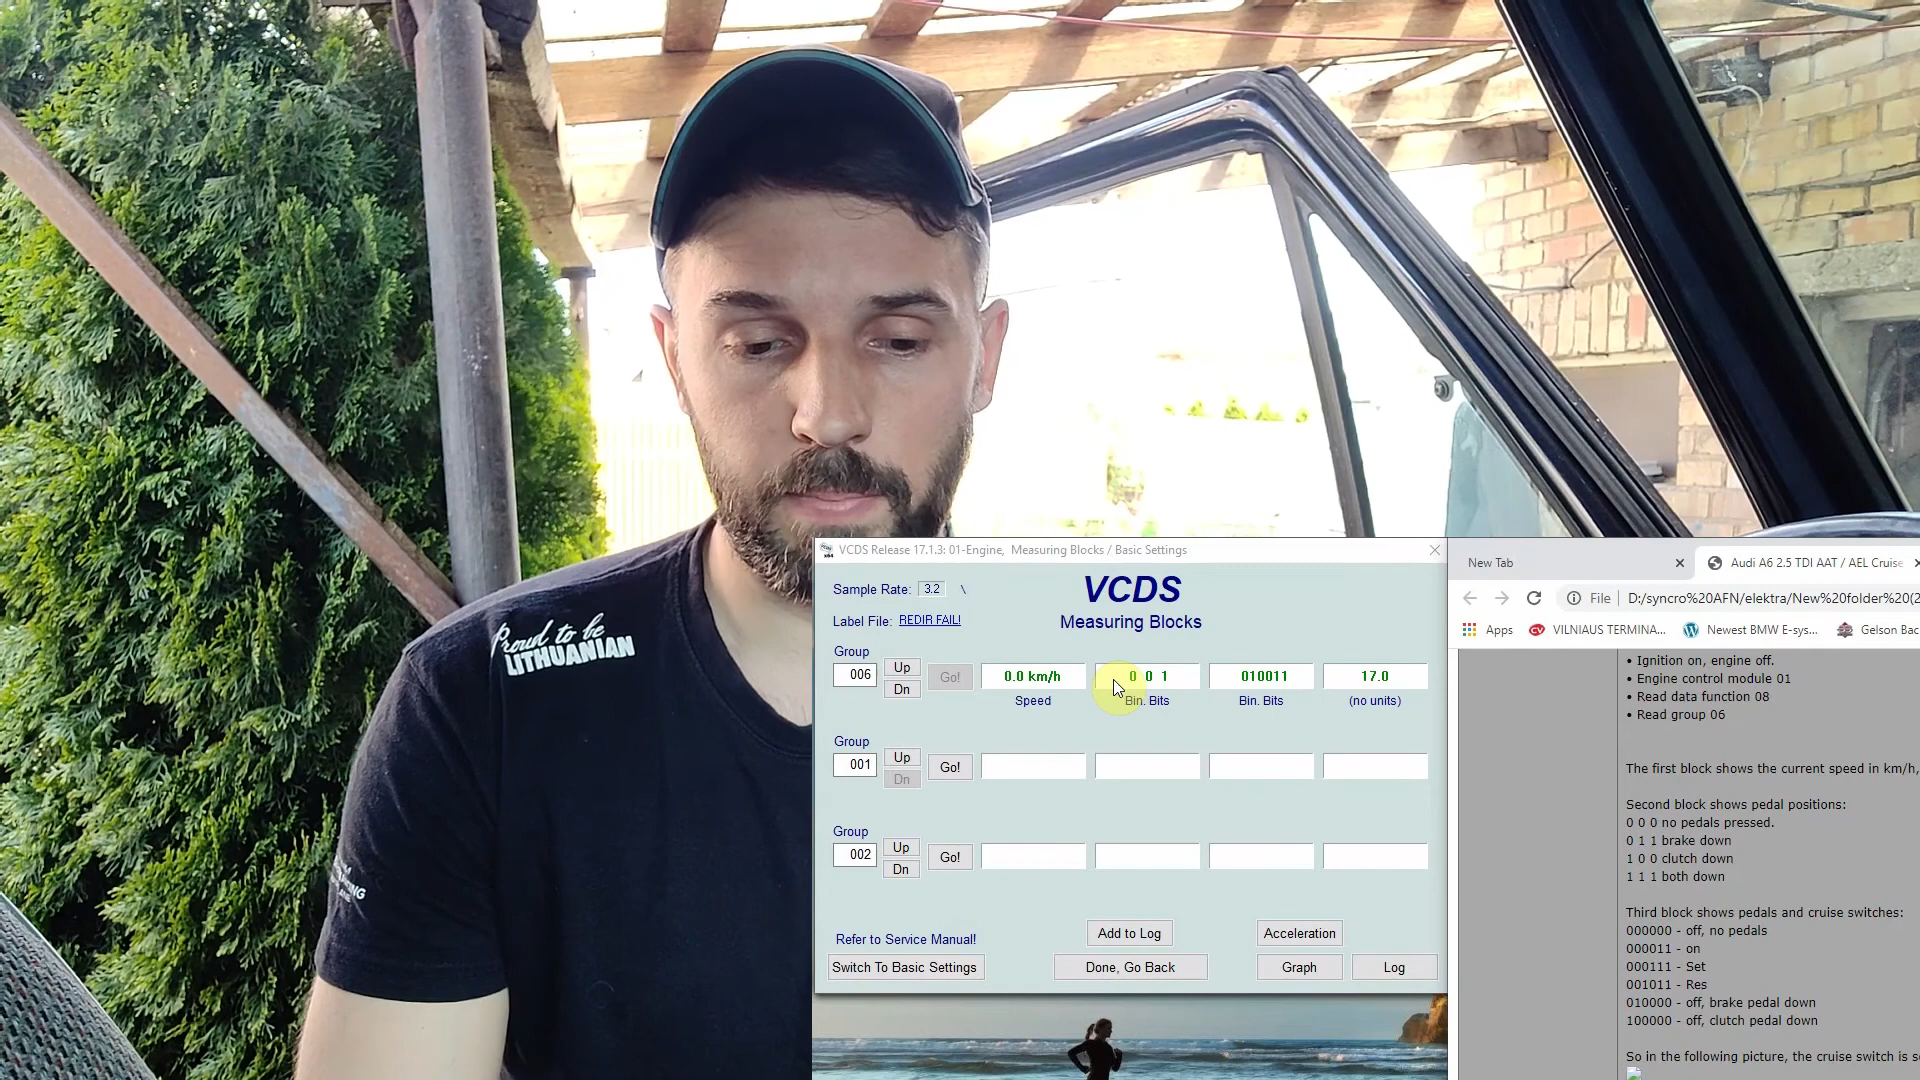 Proud to be
LITHUANIAN
VCDS Release 17.1.3: 01-Engine, Measuring Blocks / Basic Settings
Sample Rate: 3.2 \
VCDS
Label File: REDIR FAIL!
Measuring Blocks
Group
006 Up Dn Go! 0.0 km/h 0 0 1 010011 17.0
Speed Bin. Bits Bin. Bits (no units)
Group
001 Up Dn Go!
Group
002 Up Dn Go!
Refer to Service Manual!
Add to Log Acceleration
Switch To Basic Settings Done, Go Back Graph Log
New Tab
Audi A6 2.5 TDI AAT / AEL Cruise
File D:/syncro%20AFN/elektra/New%20folder%20(2
Apps VILNIAUS TERMINA... Newest BMW E-sys... Gelson Bac
• Ignition on, engine off.
• Engine control module 01
• Read data function 08
• Read group 06
The first block shows the current speed in km/h,
Second block shows pedal positions:
0 0 0 no pedals pressed.
0 1 1 brake down
1 0 0 clutch down
1 1 1 both down
Third block shows pedals and cruise switches:
000000 - off, no pedals
000011 - on
000111 - Set
001011 - Res
010000 - off, brake pedal down
100000 - off, clutch pedal down
So in the following picture, the cruise switch is